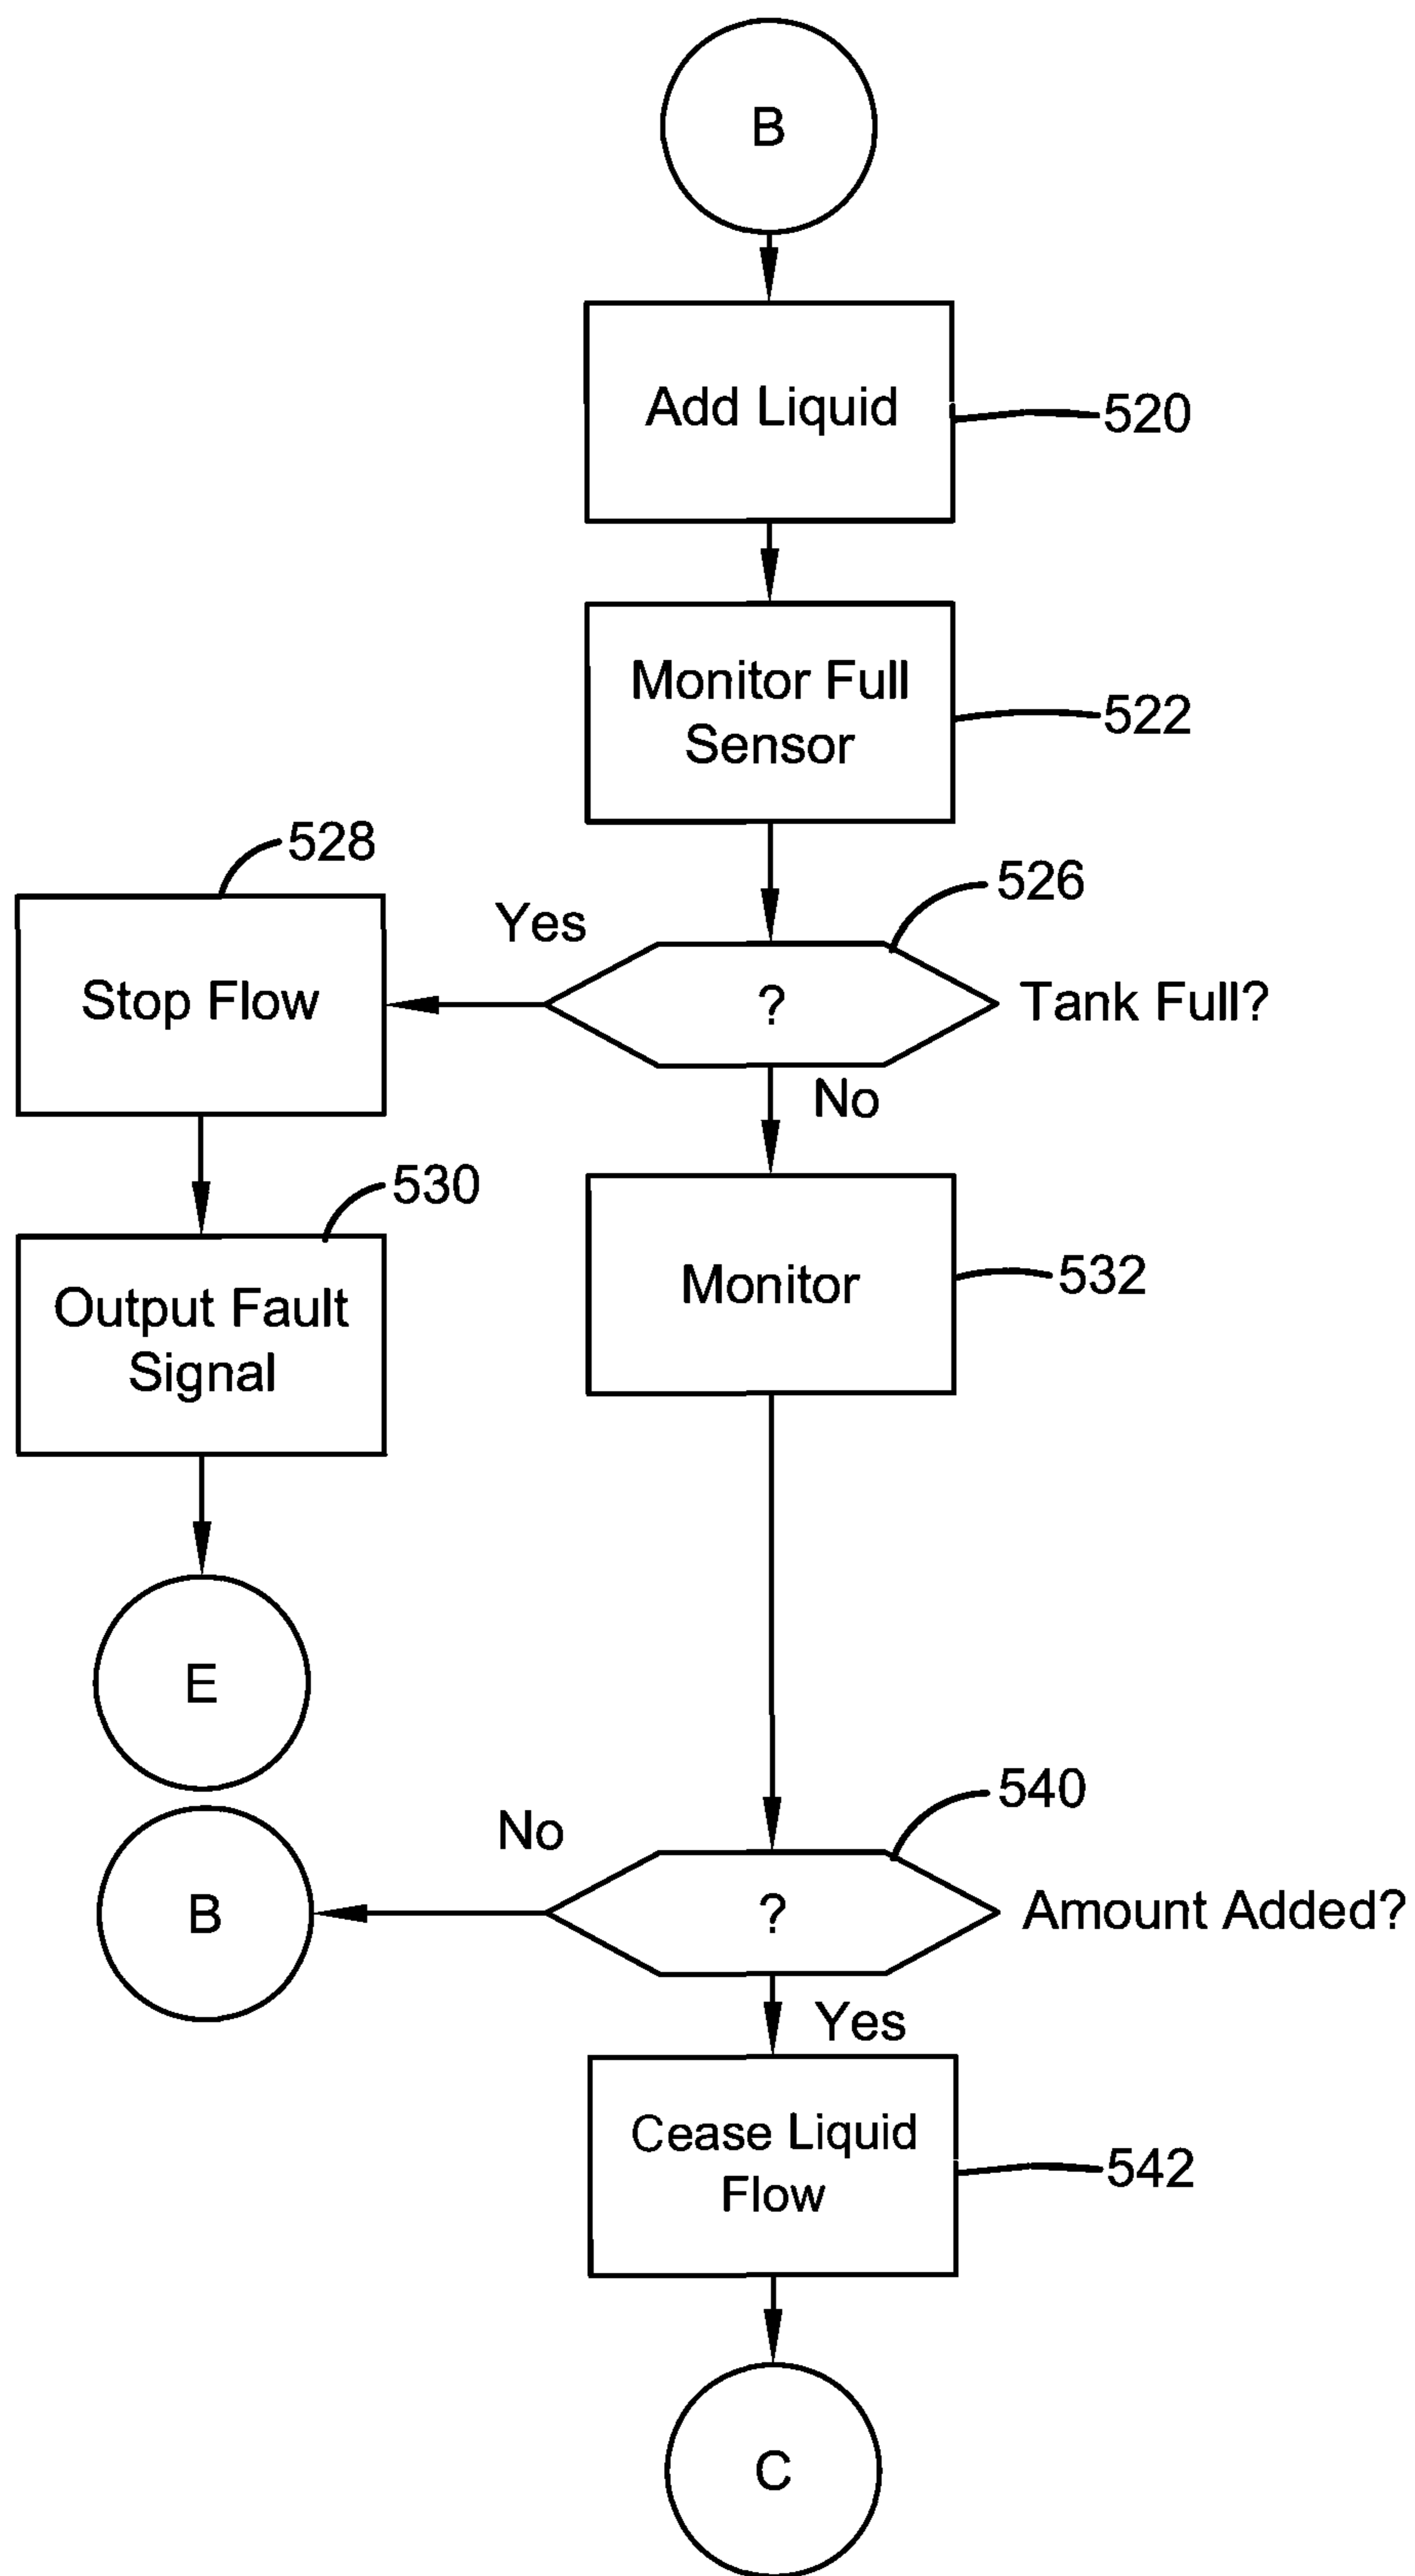 B
Add Liquid
520
Monitor Full
Sensor
522
528
526
Yes
Stop Flow
?
Tank Full?
No
530
Output Fault
Signal
Monitor
532
E
540
No
B
?
Amount Added?
Yes
Cease Liquid
Flow
542
C